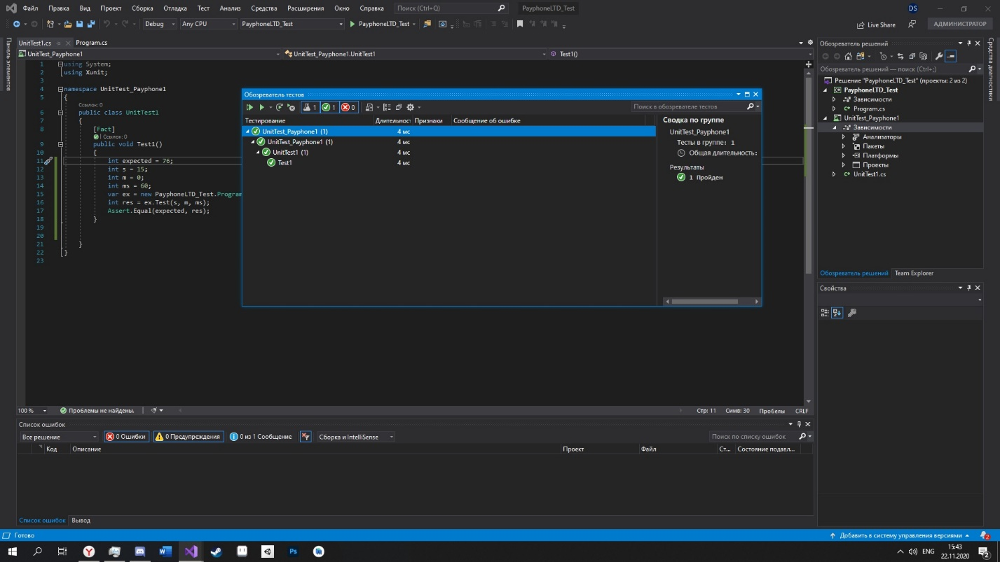 Файл Правка Вид Проект Сборка Отладка Тест Анализ Средства Расширения Окно Справка Поиск (Ctrl+Q) PayphoneLTD_Test DS
Debug Any CPU PayphoneLTD_Test PayphoneLTD_Test Live Share АДМИНИСТРАТОР
Панель элементов
UnitTest1.cs Program.cs
UnitTest_Payphone1 UnitTest_Payphone1.UnitTest1 Test1()
1 using System;
2 using Xunit;
3
4 namespace UnitTest_Payphone1
5 {
Ссылок: 0
6 public class UnitTest1
7 {
8 [Fact]
Ссылок: 0
9 public void Test1()
10 {
11 int expected = 76;
12 int s = 15;
13 int m = 0;
14 int ms = 60;
15 var ex = new PayphoneLTD_Test.Program
16 int res = ex.Test(s, m, ms);
17 Assert.Equal(expected, res);
18 }
19
20
21 }
22 }
23
Обозреватель тестов
1 1 0 Поиск в обозревателе тестов
Тестирование Длительнос Признаки Сообщение об ошибке
UnitTest_Payphone1 (1) 4 мс
UnitTest_Payphone1 (1) 4 мс
UnitTest1 (1) 4 мс
Test1 4 мс
Сводка по группе
UnitTest_Payphone1
Тесты в группе: 1
Общая длительность:
Результаты
1 Пройден
Обозреватель решений
Обозреватель решений — поиск (Ctrl+;)
Решение "PayphoneLTD_Test" (проекты: 2 из 2)
PayphoneLTD_Test
Зависимости
Program.cs
UnitTest_Payphone1
Зависимости
Анализаторы
Пакеты
Платформы
Проекты
UnitTest1.cs
Обозреватель решений Team Explorer
Свойства
Средства диагностики
100 % Проблемы не найдены. Стр: 11 Симв: 30 Пробелы CRLF
Список ошибок
Все решение 0 Ошибки 0 Предупреждения 0 из 1 Сообщение Сборка и IntelliSense Поиск по списку ошибок
Код Описание Проект Файл Ст... Состояние подавл...
Список ошибок Вывод
Готово Добавить в систему управления версиями 2
ENG 15:43
22.11.2020 2